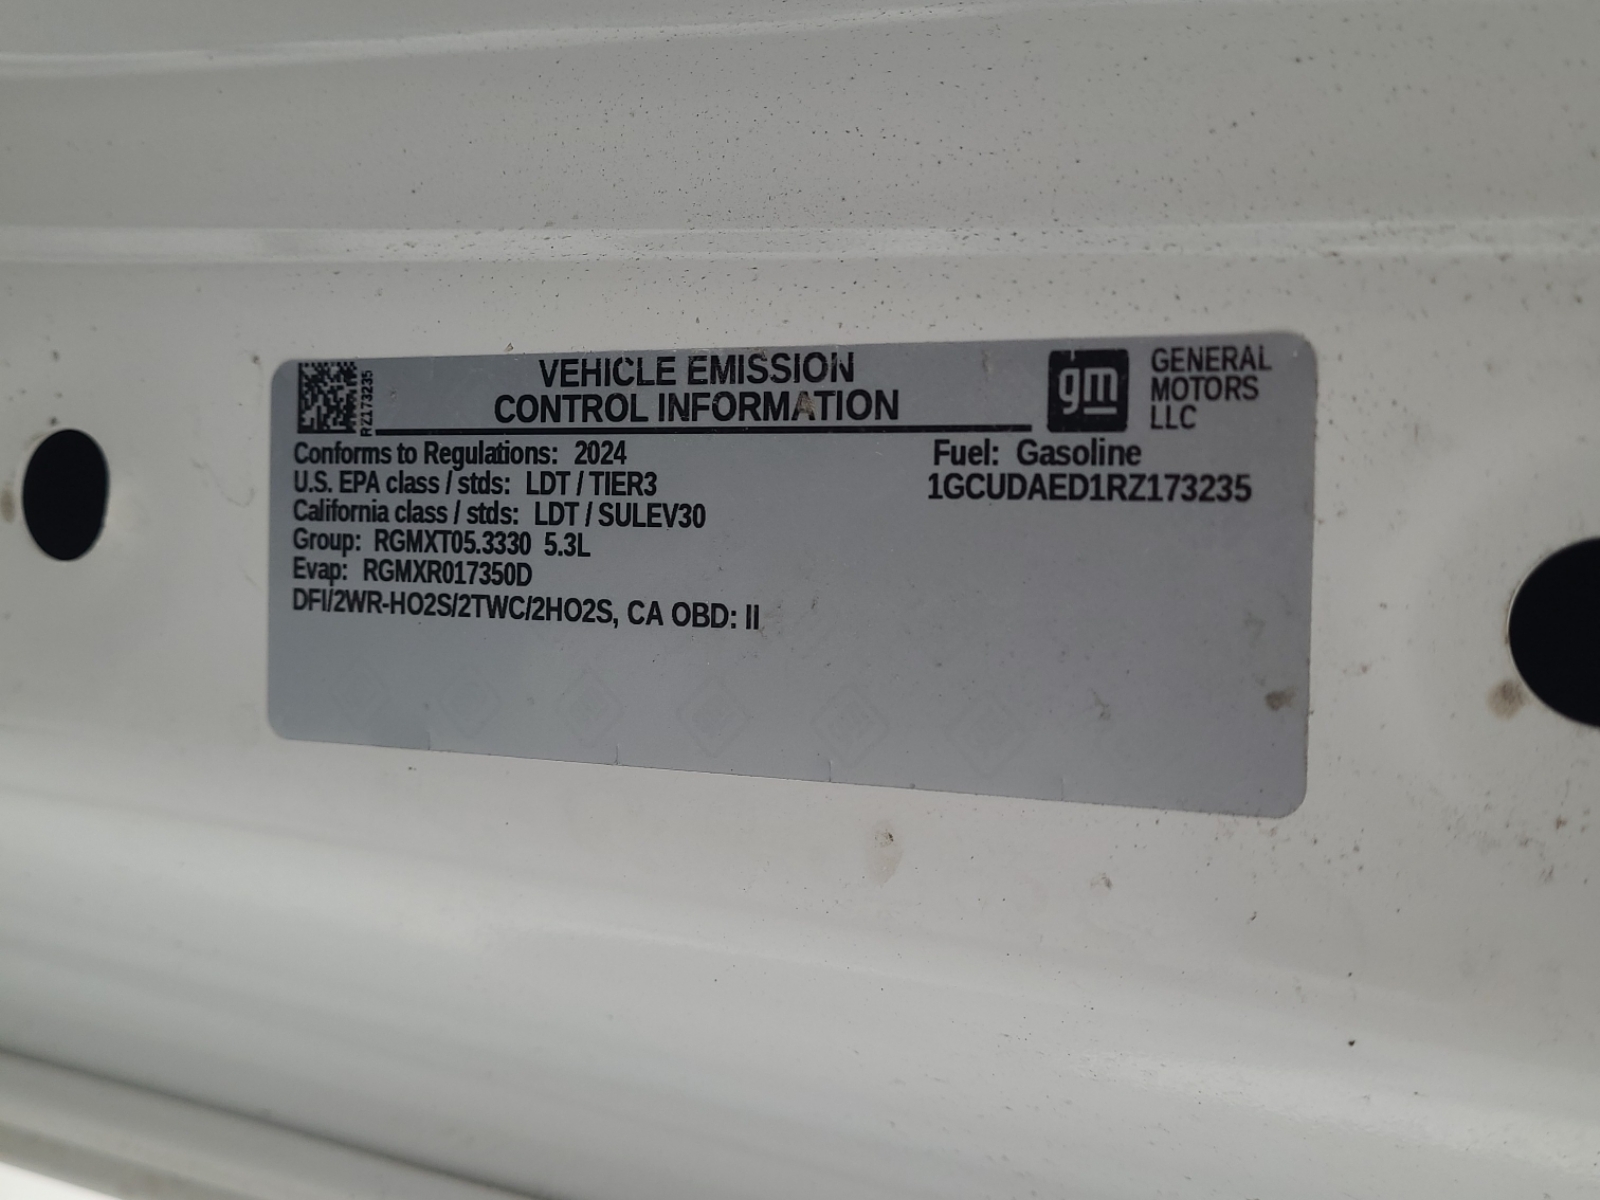 RZ173235
VEHICLE EMISSION
CONTROL INFORMATION
gm
GENERAL
MOTORS
LLC
Conforms to Regulations: 2024
U.S. EPA class / stds: LDT / TIER3
California class / stds: LDT / SULEV30
Group: RGMXT05.3330 5.3L
Evap: RGMXR017350D
DFI/2WR-HO2S/2TWC/2HO2S, CA OBD: II
Fuel: Gasoline
1GCUDAED1RZ173235